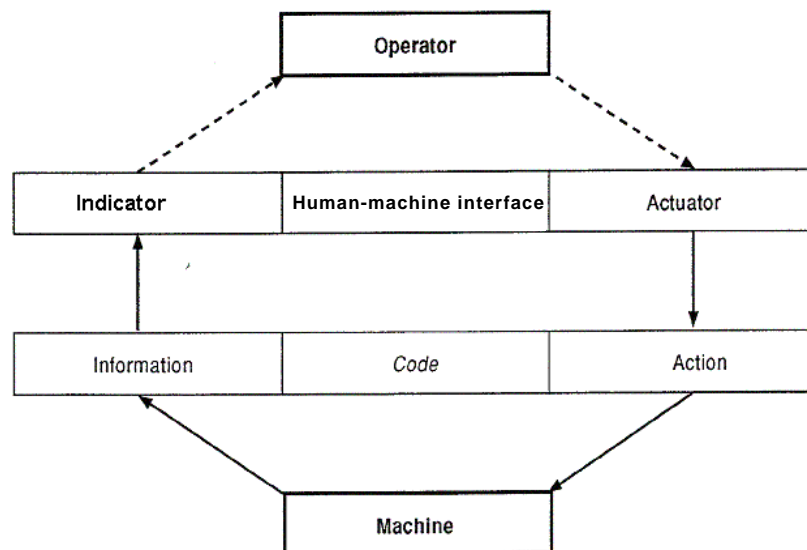 Operator
Indicator
Human-machine interface
Actuator
Information
Code
Action
Machine